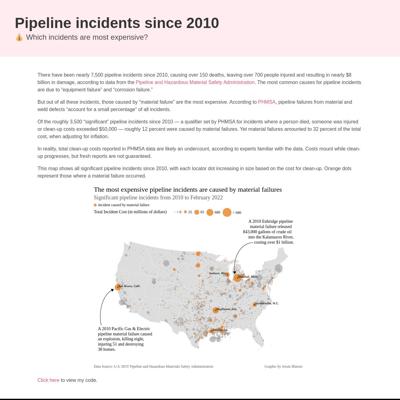 Pipeline incidents since 2010
💰 Which incidents are most expensive?
There have been nearly 7,500 pipeline incidents since 2010, causing over 150 deaths, leaving over 700 people injured and resulting in nearly $8
billion in damage, according to data from the Pipeline and Hazardous Materials Safety Administration. The most common causes for pipeline incidents
are due to "equipment failure" and "corrosion failure."
But out of all these incidents, those caused by "material failure" are the most expensive. According to PHMSA, pipeline failures from material and
weld defects "account for a small percentage" of all incidents.
Of the roughly 3,500 "significant" pipeline incidents since 2010 — a qualifier set by PHMSA for incidents where a person died, someone was injured
or clean-up costs exceeded $50,000 — roughly 12 percent were caused by material failures. Yet material failures amounted to 32 percent of the total
cost, when adjusting for inflation.
In reality, total clean-up costs reported in PHMSA data are likely an undercount, according to experts familiar with the data. Costs mount while clean-
up progresses, but fresh reports are not guaranteed.
This map shows all significant pipeline incidents since 2010, with each locator dot increasing in size based on the cost for clean-up. Orange dots
represent those where a material failure occurred.
The most expensive pipeline incidents are caused by material failures
Significant pipeline incidents from 2010 to February 2022
Incident caused by material failure
Total Incident Cost (in millions of dollars)
A 2010 Enbridge pipeline
material failure released
843,000 gallons of crude oil
into the Kalamazoo River,
costing over $1 billion.
San Bruno, Calif.
A 2010 Pacific Gas & Electric
pipeline material failure caused
an explosion, killing eight,
injuring 51 and destroying
38 homes.
Data Source: U.S. DOT Pipeline and Hazardous Materials Safety Administration
Click here to view my code.